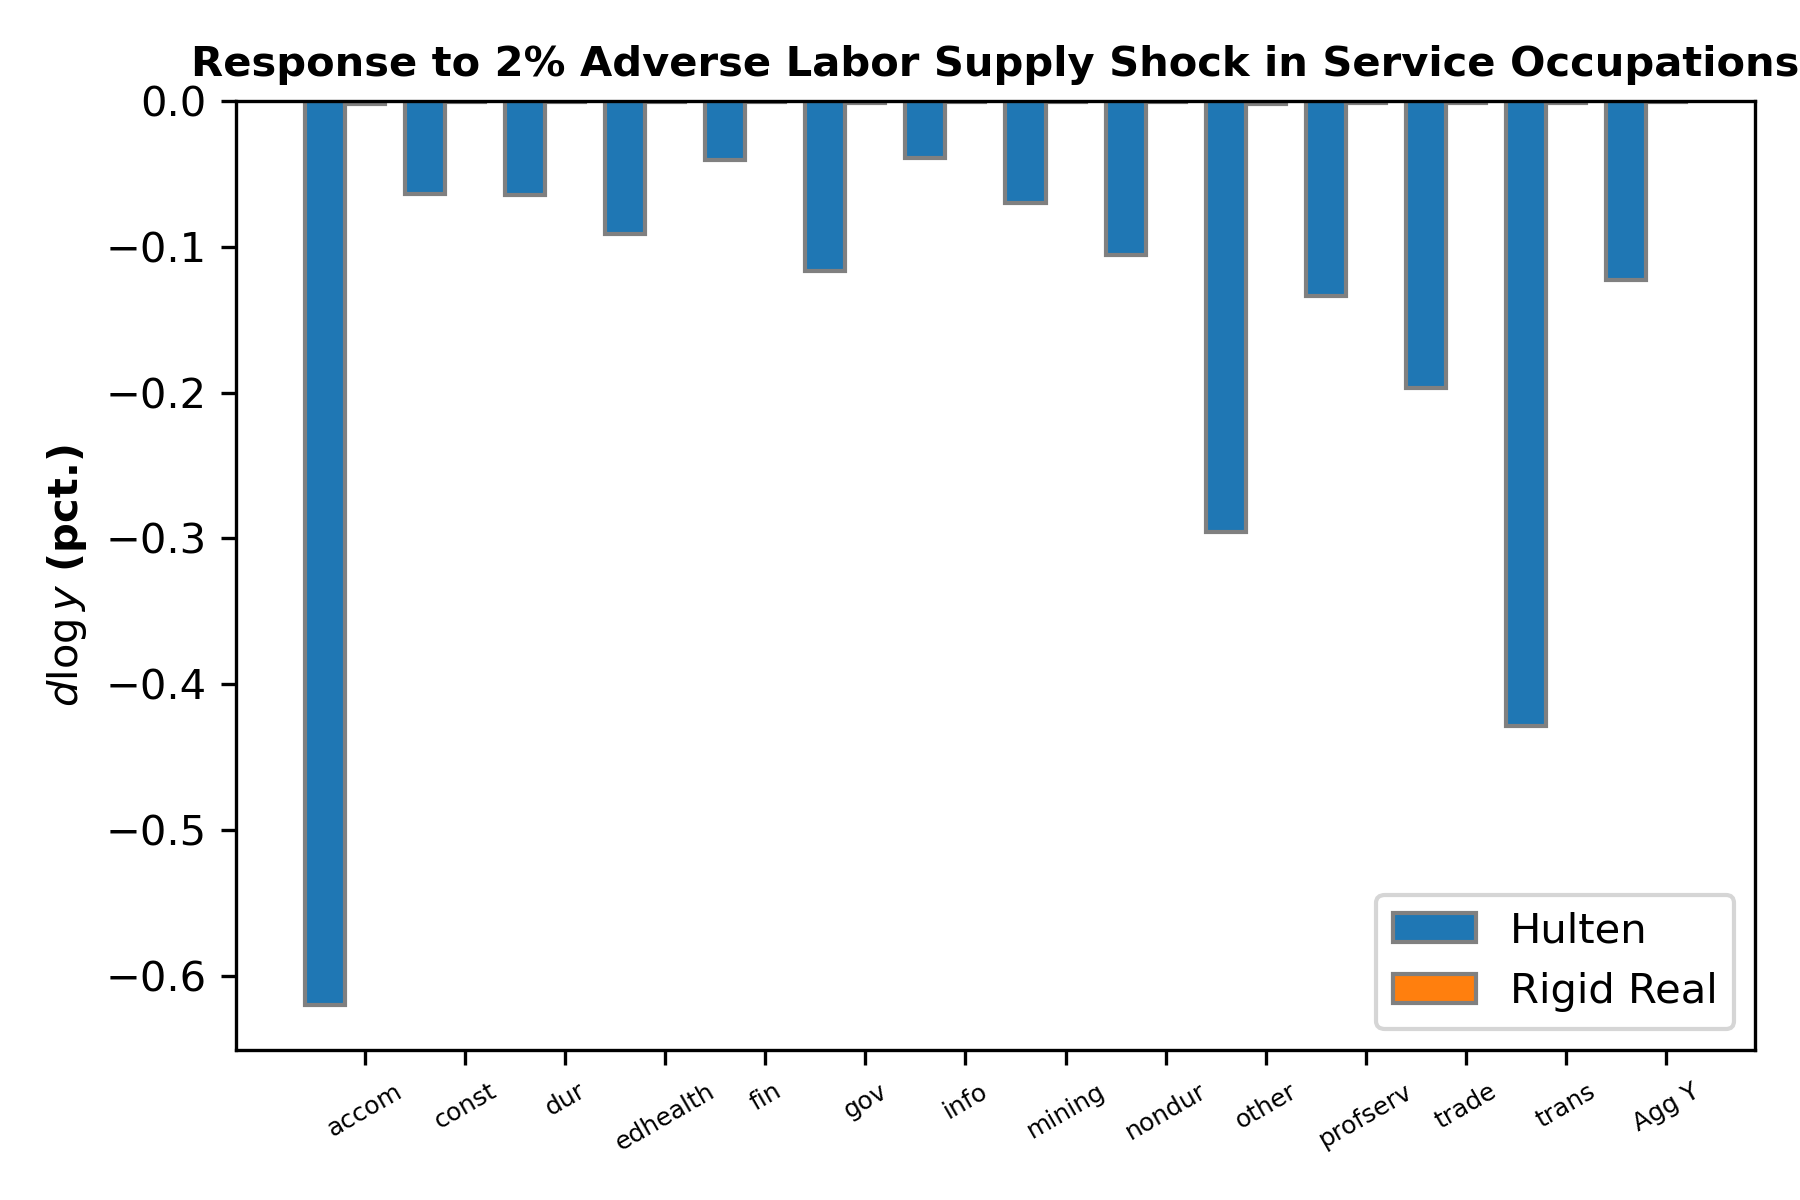 Response to 2% Adverse Labor Supply Shock in Service Occupations
0.0
−0.1
−0.2
−0.3
−0.4
−0.5
−0.6
dlog y (pct.)
Hulten
Rigid Real
accom
const
dur
edhealth
fin
gov
info
mining
nondur
other
profserv
trade
trans
Agg Y